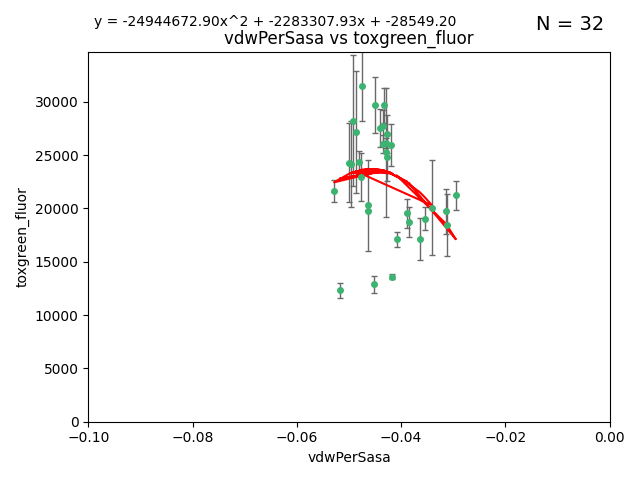 y = -24944672.90x^2 + -2283307.93x + -28549.20
N = 32
vdwPerSasa vs toxgreen_fluor
30000
25000
20000
15000
10000
5000
0
toxgreen_fluor
−0.10
−0.08
−0.06
−0.04
−0.02
0.00
vdwPerSasa